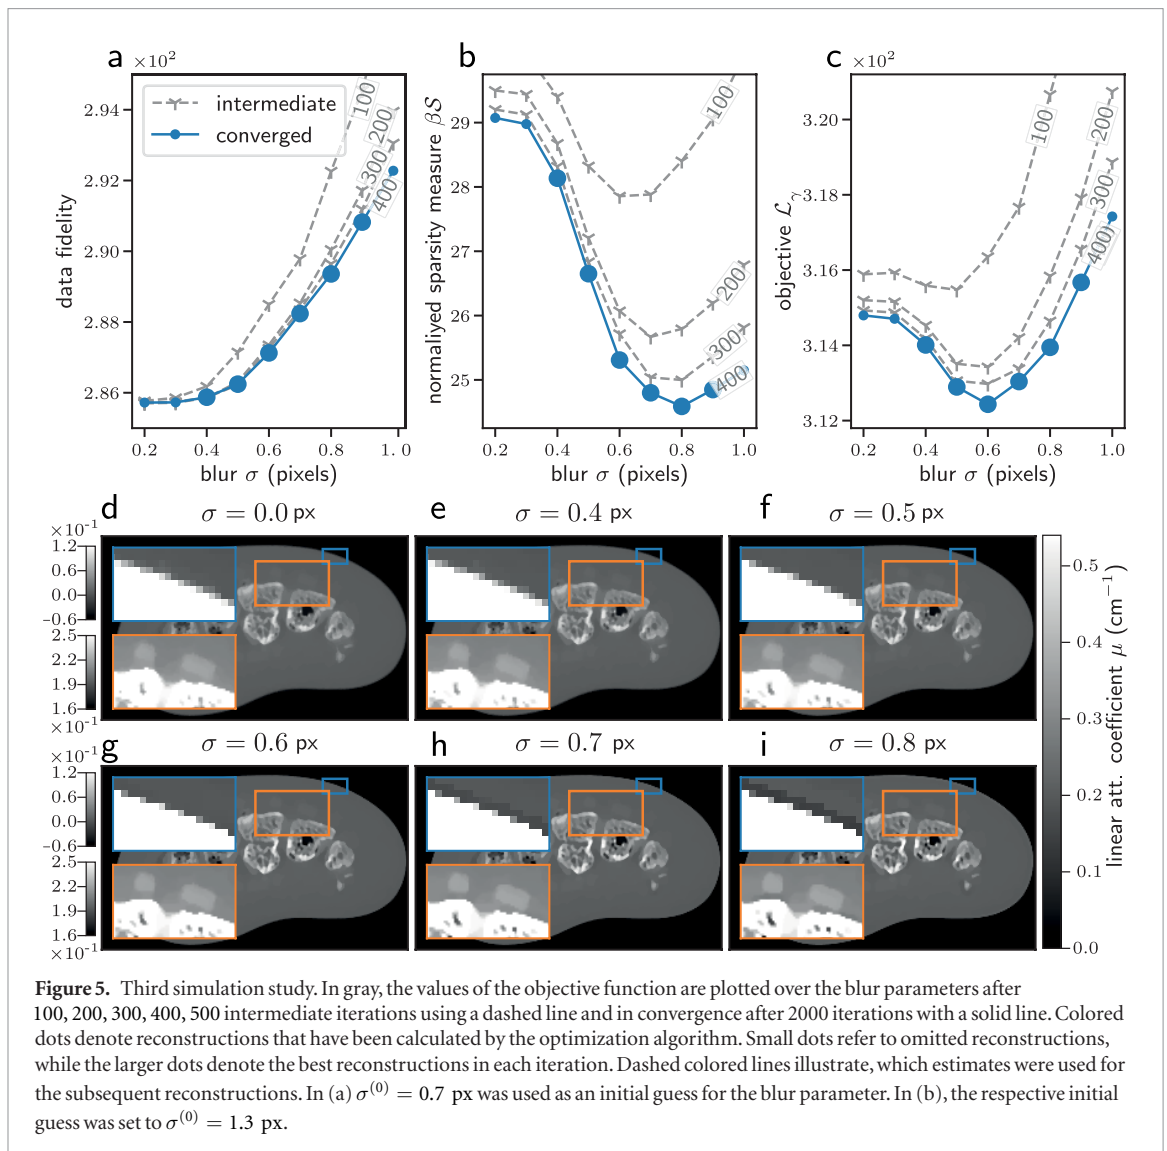 a
×10²
2.94
2.92
2.90
2.88
2.86
data fidelity
intermediate
converged
100
200
300
400
0.2 0.4 0.6 0.8 1.0
blur σ (pixels)
b
29
28
27
26
25
normaliyed sparsity measure βS
100
200
300
400
0.2 0.4 0.6 0.8 1.0
blur σ (pixels)
c
×10²
3.20
3.18
3.16
3.14
3.12
objective ℒγ
100
200
300
400
0.2 0.4 0.6 0.8 1.0
blur σ (pixels)
d σ = 0.0 px
e σ = 0.4 px
f σ = 0.5 px
×10⁻¹
1.2
0.6
0.0
−0.6
2.5
2.2
1.9
1.6
×10⁻¹
g σ = 0.6 px
h σ = 0.7 px
i σ = 0.8 px
×10⁻¹
1.2
0.6
0.0
−0.6
2.5
2.2
1.9
1.6
×10⁻¹
0.5
0.4
0.3
0.2
0.1
0.0
linear att. coefficient μ (cm⁻¹)
Figure 5. Third simulation study. In gray, the values of the objective function are plotted over the blur parameters after
100, 200, 300, 400, 500 intermediate iterations using a dashed line and in convergence after 2000 iterations with a solid line. Colored
dots denote reconstructions that have been calculated by the optimization algorithm. Small dots refer to omitted reconstructions,
while the larger dots denote the best reconstructions in each iteration. Dashed colored lines illustrate, which estimates were used for
the subsequent reconstructions. In (a) σ⁽⁰⁾ = 0.7 px was used as an initial guess for the blur parameter. In (b), the respective initial
guess was set to σ⁽⁰⁾ = 1.3 px.